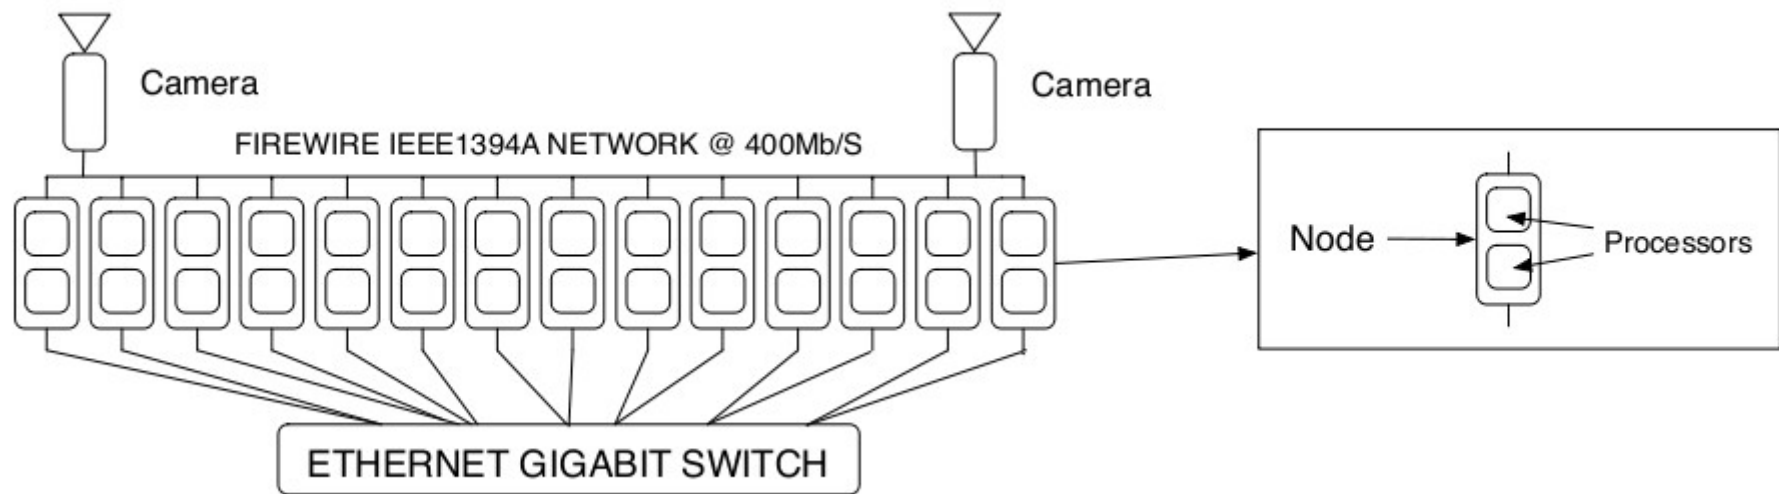 Camera
Camera
FIREWIRE IEEE1394A NETWORK @ 400Mb/S
Node
Processors
ETHERNET GIGABIT SWITCH